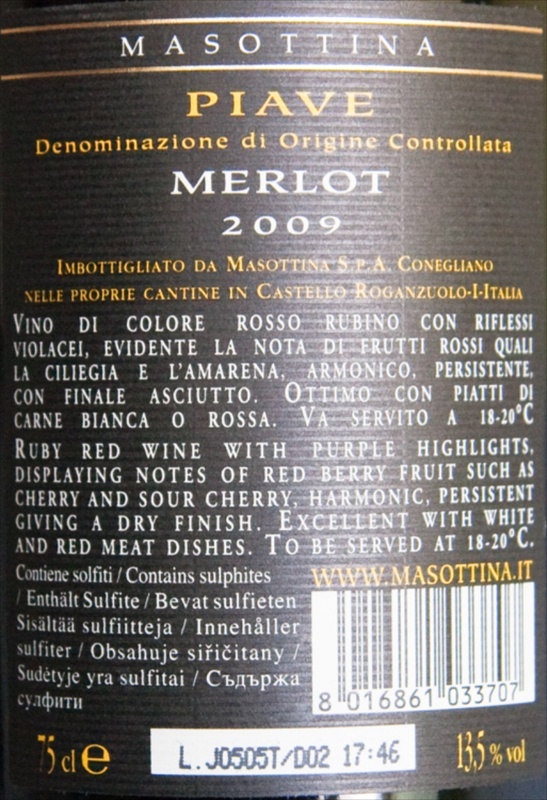 MASOTTINA
PIAVE
Denominazione di Origine Controllata
MERLOT
2009
IMBOTTIGLIATO DA MASOTTINA S.P.A. CONEGLIANO
NELLE PROPRIE CANTINE IN CASTELLO ROGANZUOLO-I-ITALIA
VINO DI COLORE ROSSO RUBINO CON RIFLESSI
VIOLACEI, EVIDENTE LA NOTA DI FRUTTI ROSSI QUALI
LA CILIEGIA E L'AMARENA, ARMONICO, PERSISTENTE,
CON FINALE ASCIUTTO. OTTIMO CON PIATTI DI
CARNE BIANCA O ROSSA. VA SERVITO A 18-20°C
RUBY RED WINE WITH PURPLE HIGHLIGHTS,
DISPLAYING NOTES OF RED BERRY FRUIT SUCH AS
CHERRY AND SOUR CHERRY, HARMONIC, PERSISTENT
GIVING A DRY FINISH. EXCELLENT WITH WHITE
AND RED MEAT DISHES. TO BE SERVED AT 18-20°C.
Contiene solfiti / Contains sulphites
/ Enthält Sulfite / Bevat sulfieten
Sisältää sulfiitteja / Innehåller
sulfiter / Obsahuje siřičitany /
Sudėtyje yra sulfitai / Съдържа
сулфити
WWW.MASOTTINA.IT
8 016861 033707
75 cl e
L.J0505T/D02 17:46
13,5 % vol